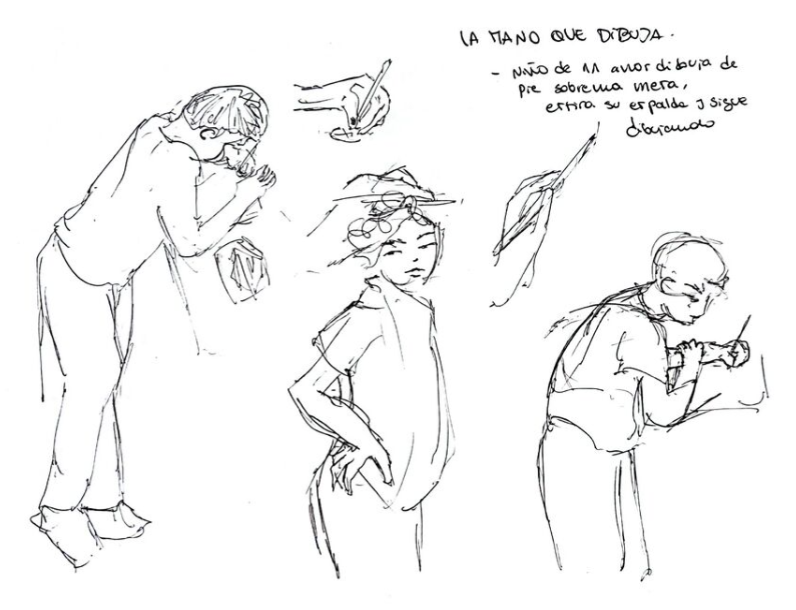 LA MANO QUE DIBUJA.
- NIÑO DE 11 años dibuja de
pie sobre una mesa,
estira su espalda y sigue
dibujando